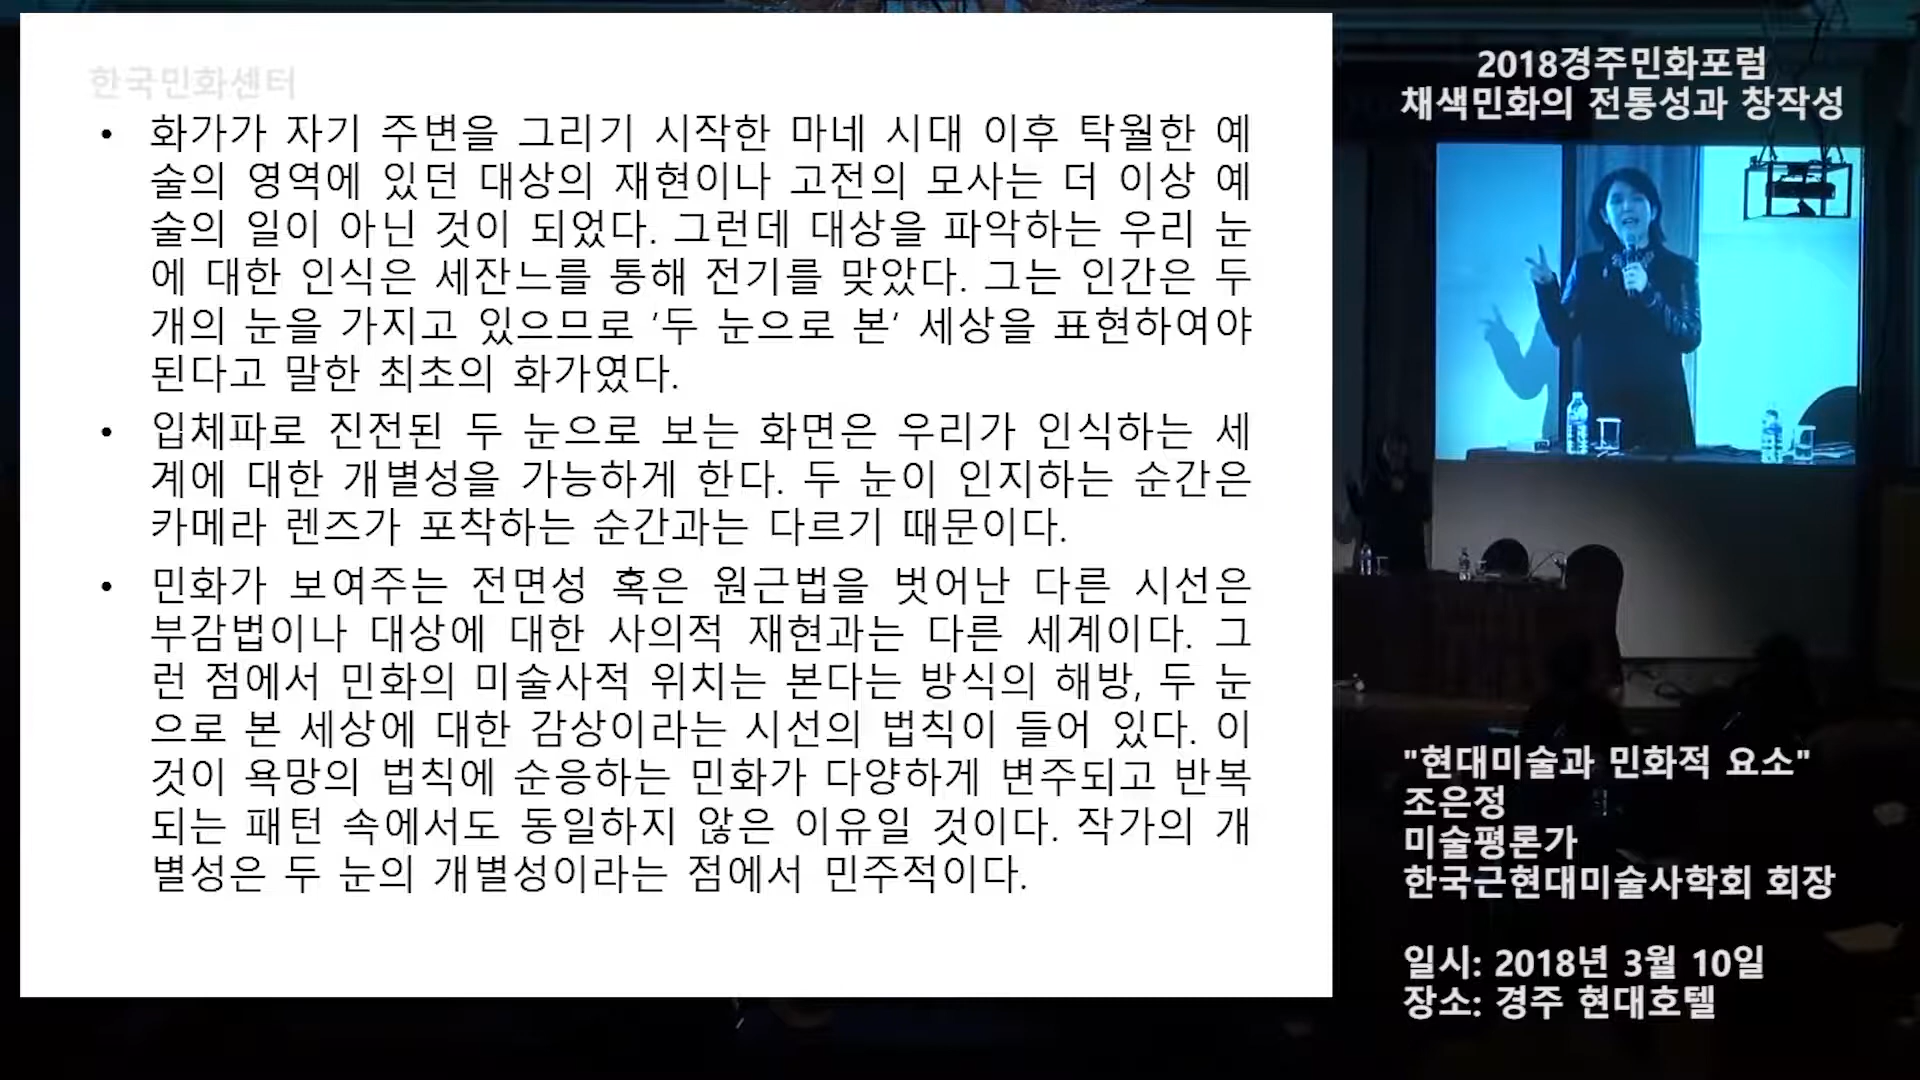 한국민화센터
• 화가가 자기 주변을 그리기 시작한 마네 시대 이후 탁월한 예
술의 영역에 있던 대상의 재현이나 고전의 모사는 더 이상 예
술의 일이 아닌 것이 되었다. 그런데 대상을 파악하는 우리 눈
에 대한 인식은 세잔느를 통해 전기를 맞았다. 그는 인간은 두
개의 눈을 가지고 있으므로 ‘두 눈으로 본’ 세상을 표현하여야
된다고 말한 최초의 화가였다.
• 입체파로 진전된 두 눈으로 보는 화면은 우리가 인식하는 세
계에 대한 개별성을 가능하게 한다. 두 눈이 인지하는 순간은
카메라 렌즈가 포착하는 순간과는 다르기 때문이다.
• 민화가 보여주는 전면성 혹은 원근법을 벗어난 다른 시선은
부감법이나 대상에 대한 사의적 재현과는 다른 세계이다. 그
런 점에서 민화의 미술사적 위치는 본다는 방식의 해방, 두 눈
으로 본 세상에 대한 감상이라는 시선의 법칙이 들어 있다. 이
것이 욕망의 법칙에 순응하는 민화가 다양하게 변주되고 반복
되는 패턴 속에서도 동일하지 않은 이유일 것이다. 작가의 개
별성은 두 눈의 개별성이라는 점에서 민주적이다.
2018경주민화포럼
채색민화의 전통성과 창작성
"현대미술과 민화적 요소"
조은정
미술평론가
한국근현대미술사학회 회장
일시: 2018년 3월 10일
장소: 경주 현대호텔